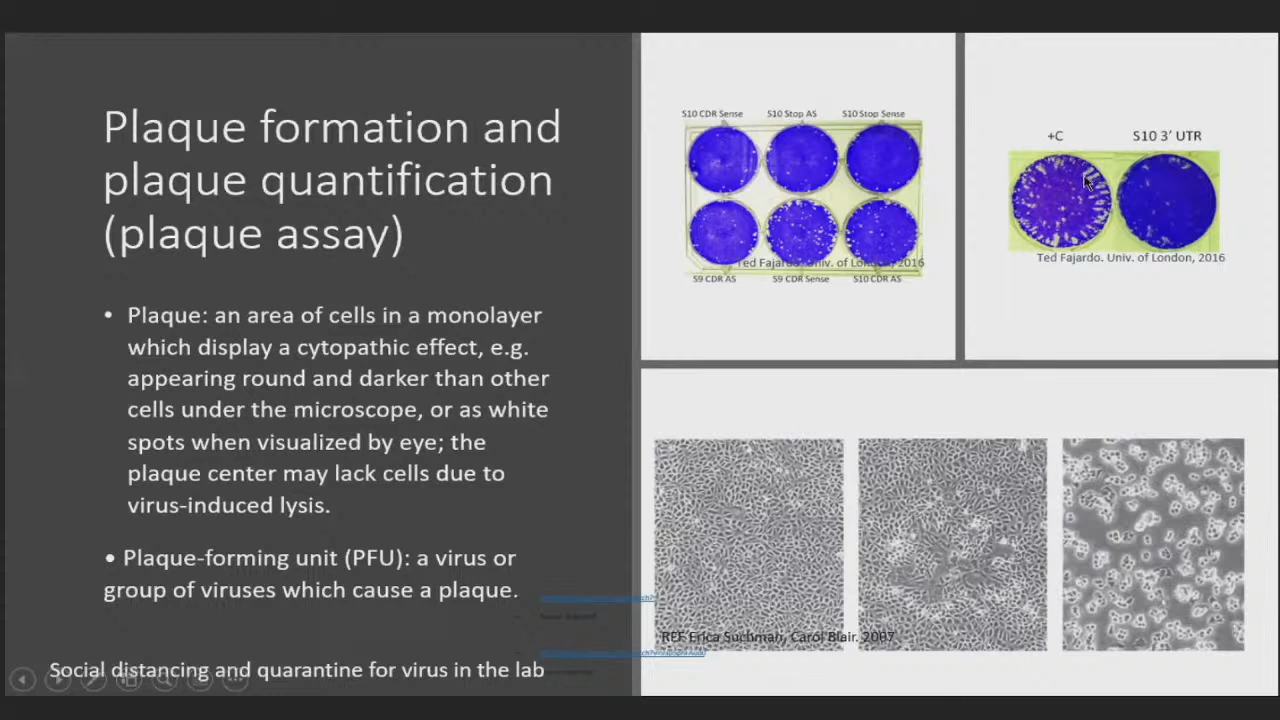 Plaque formation and
plaque quantification
(plaque assay)
• Plaque: an area of cells in a monolayer
which display a cytopathic effect, e.g.
appearing round and darker than other
cells under the microscope, or as white
spots when visualized by eye; the
plaque center may lack cells due to
virus-induced lysis.
• Plaque-forming unit (PFU): a virus or
group of viruses which cause a plaque.
Social distancing and quarantine for virus in the lab
S10 CDR Sense S10 Stop AS S10 Stop Sense
Ted Fajardo. Univ. of London, 2016
S9 CDR AS S9 CDR Sense S10 CDR AS
+C S10 3’ UTR
Ted Fajardo. Univ. of London, 2016
REF Erica Suchman, Carol Blair. 2007